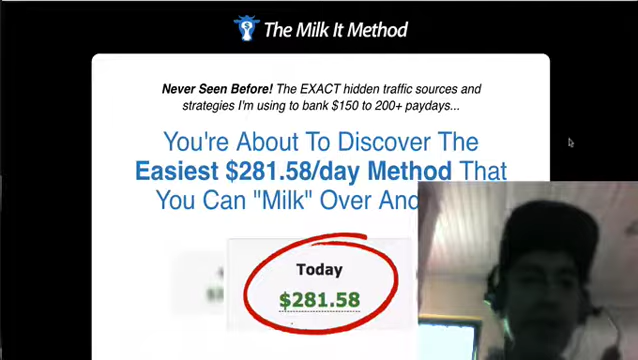 The Milk It Method
Never Seen Before! The EXACT hidden traffic sources and
strategies I'm using to bank $150 to 200+ paydays...
You're About To Discover The
Easiest $281.58/day Method That
You Can "Milk" Over And
Today
$281.58